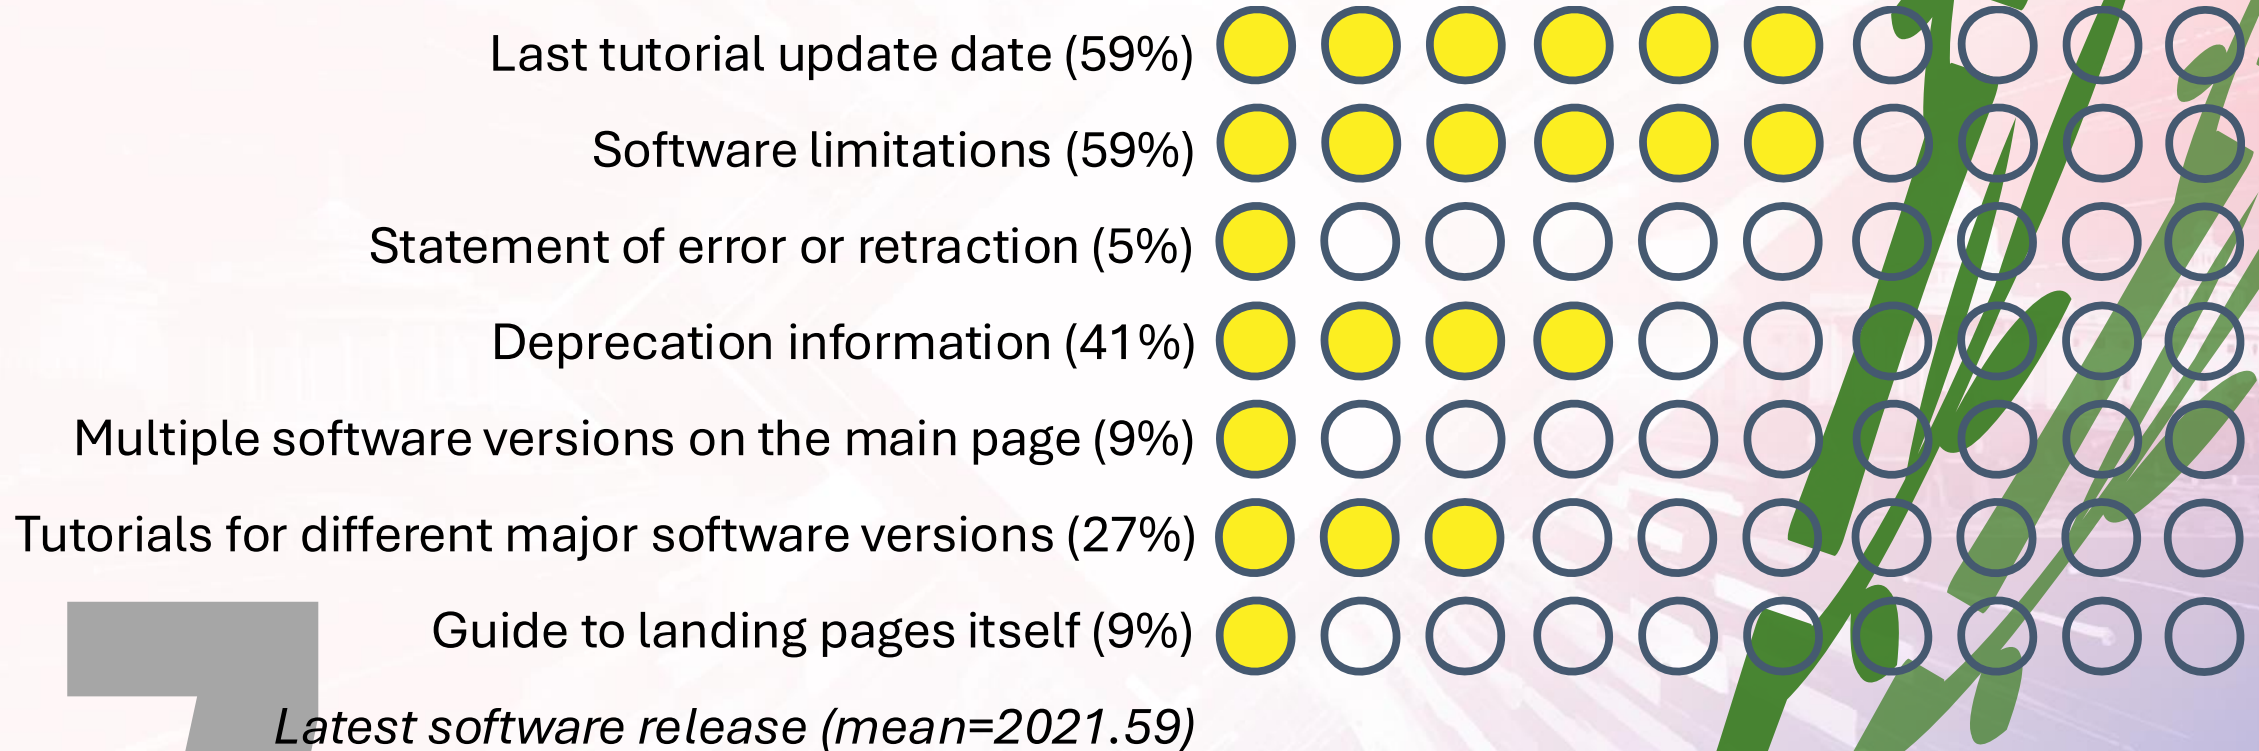 Last tutorial update date (59%)
Software limitations (59%)
Statement of error or retraction (5%)
Deprecation information (41%)
Multiple software versions on the main page (9%)
Tutorials for different major software versions (27%)
Guide to landing pages itself (9%)
Latest software release (mean=2021.59)